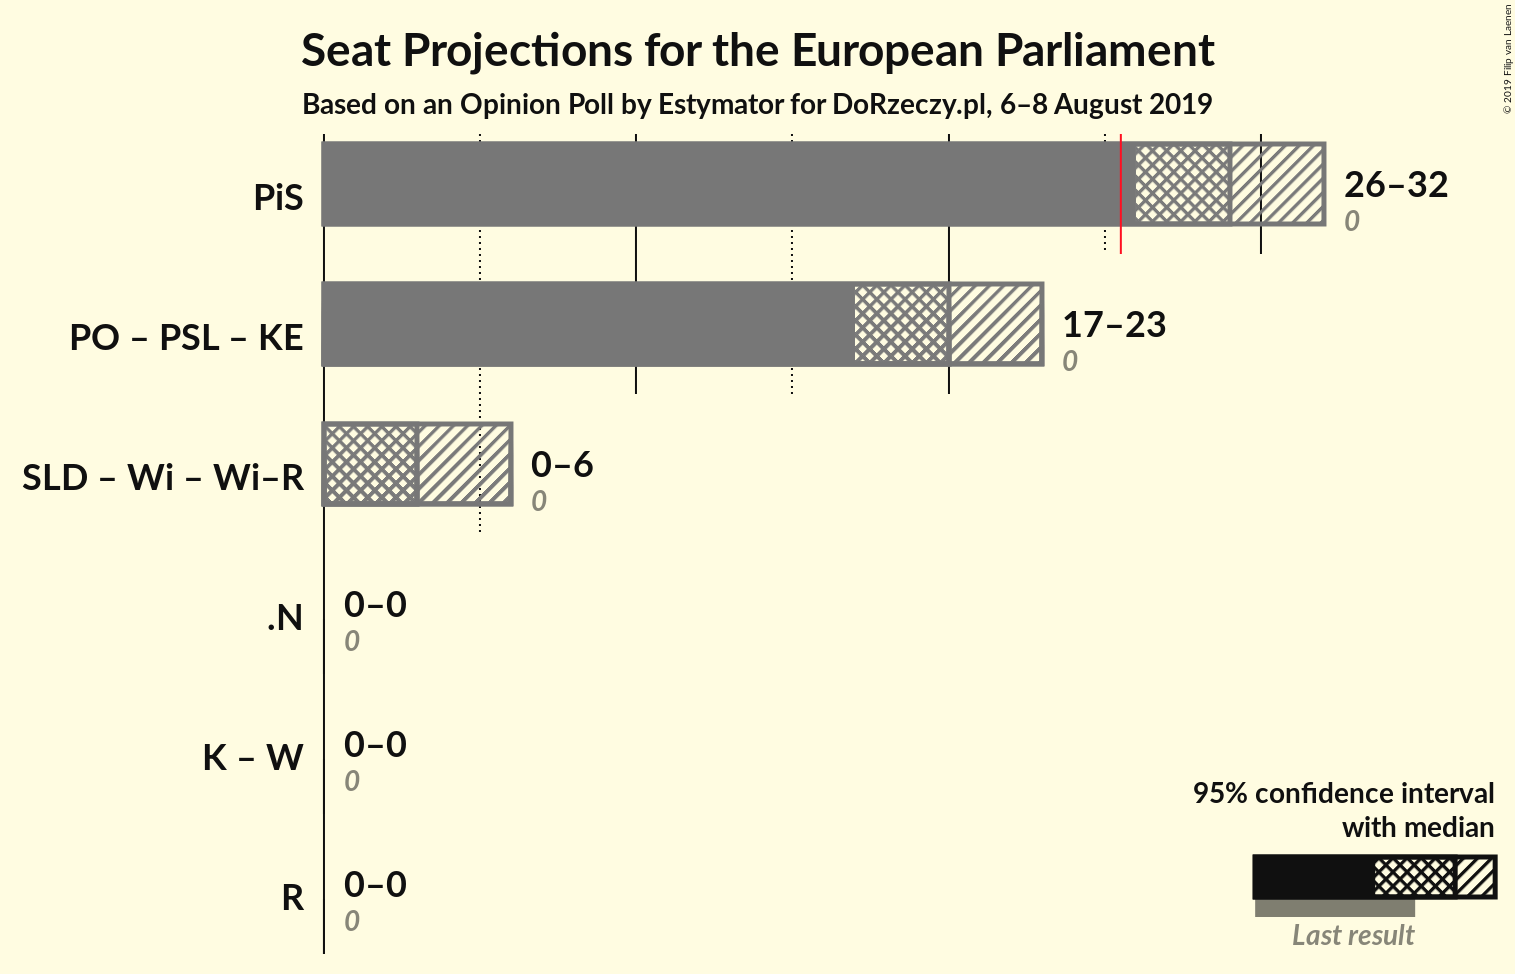 Seat Projections for the European Parliament
Based on an Opinion Poll by Estymator for DoRzeczy.pl, 6–8 August 2019
© 2019 Filip van Laenen
PiS
26–32
0
PO – PSL – KE
17–23
0
SLD – Wi – Wi–R
0–6
0
.N
0–0
0
K – W
0–0
0
R
0–0
0
95% confidence interval
with median
Last result